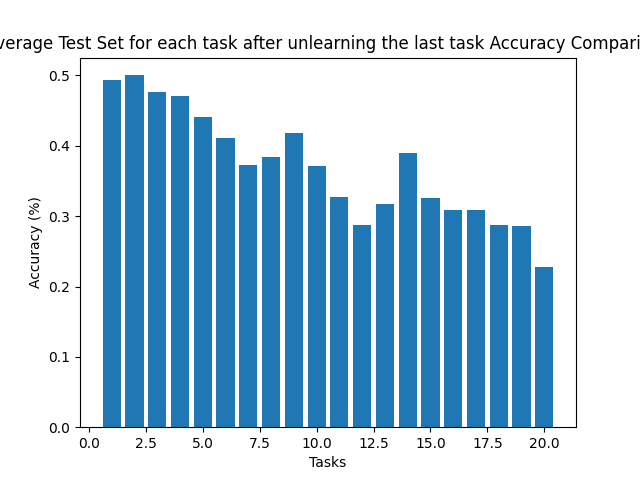 verage Test Set for each task after unlearning the last task Accuracy Compari
0.5
0.4
0.3
0.2
0.1
0.0
Accuracy (%)
0.0 2.5 5.0 7.5 10.0 12.5 15.0 17.5 20.0
Tasks